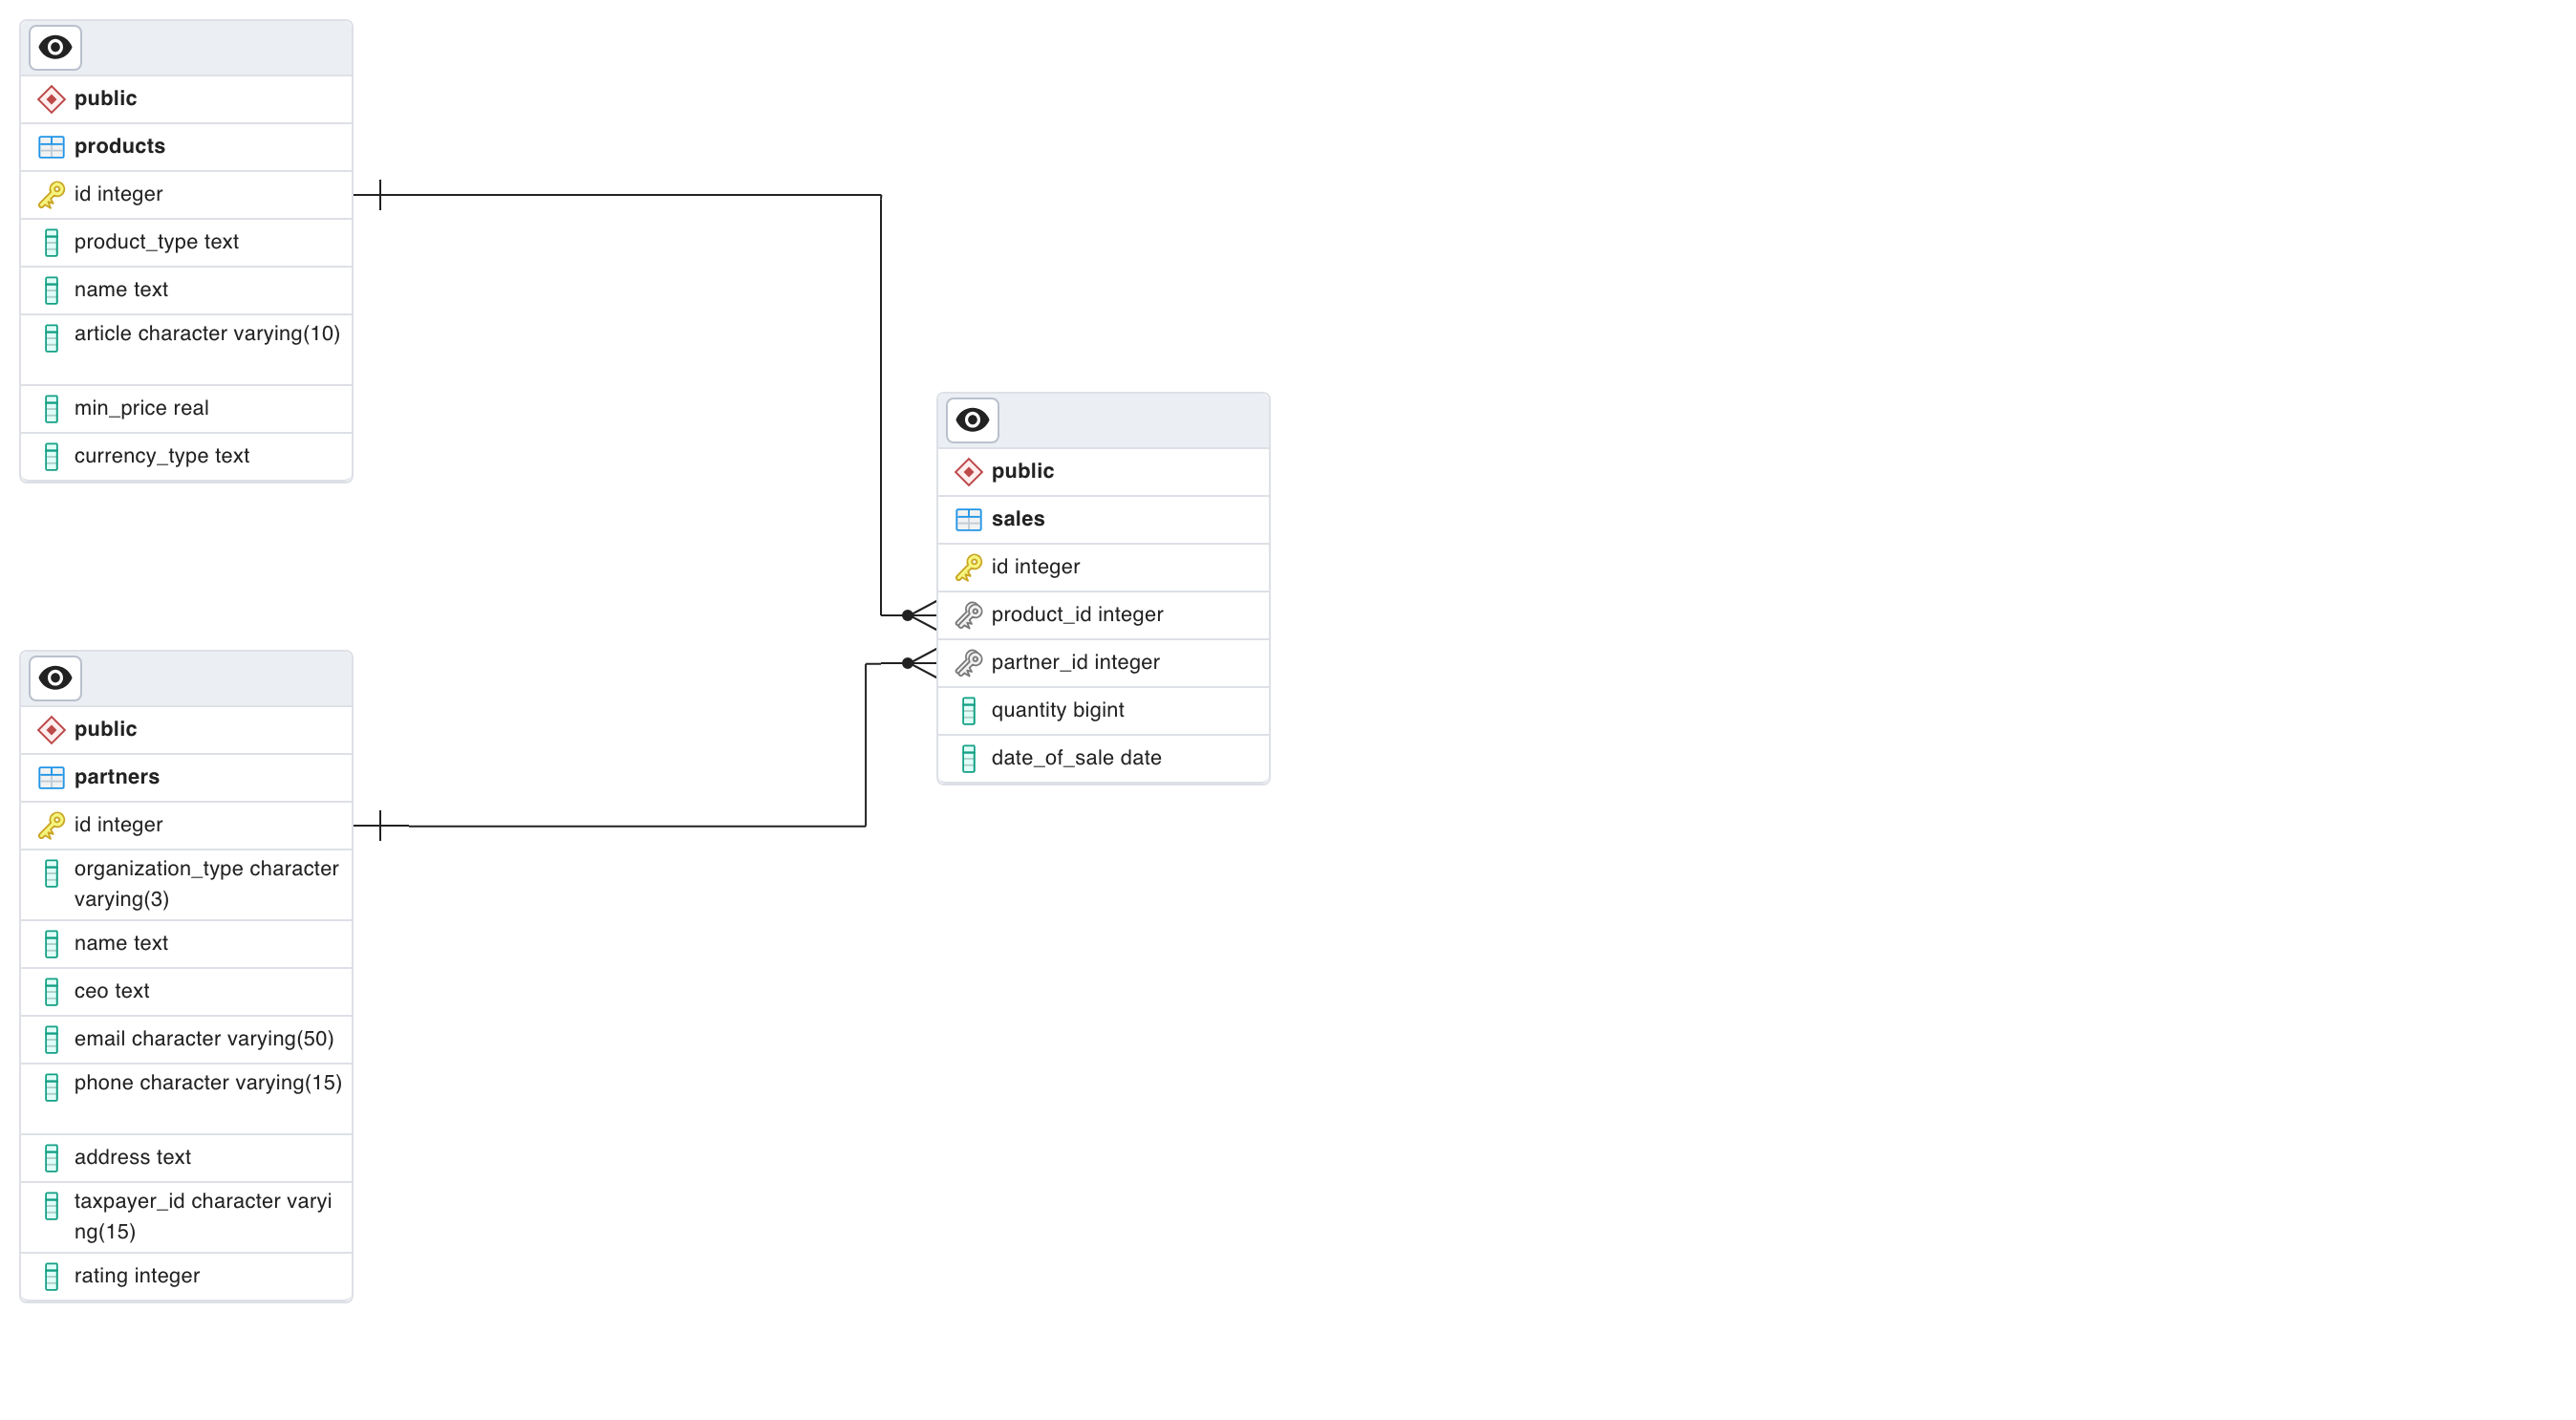 public
products
id integer
product_type text
name text
article character varying(10)
min_price real
currency_type text
public
sales
id integer
product_id integer
partner_id integer
quantity bigint
date_of_sale date
public
partners
id integer
organization_type character
varying(3)
name text
ceo text
email character varying(50)
phone character varying(15)
address text
taxpayer_id character varyi
ng(15)
rating integer